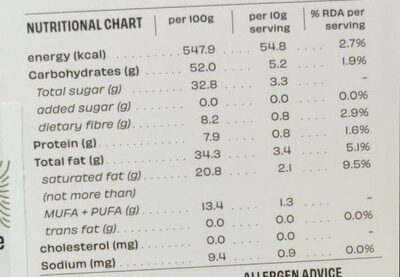 NUTRITIONAL CHART per 100g per 10g serving % RDA per serving
energy (kcal) 547.9 54.8 2.7%
Carbohydrates (g) 52.0 5.2 1.9%
Total sugar (g) 32.8 3.3 -
added sugar (g) 0.0 0.0 0.0%
dietary fibre (g) 8.2 0.8 2.9%
Protein (g) 7.9 0.8 1.6%
Total fat (g) 34.3 3.4 5.1%
saturated fat (g) 20.8 2.1 9.5%
(not more than)
MUFA + PUFA (g) 13.4 1.3 -
trans fat (g) 0.0 0.0 0.0%
cholesterol (mg) 0.0 0.0 -
Sodium (mg) 9.4 0.9 0.0%
ALLERGEN ADVICE